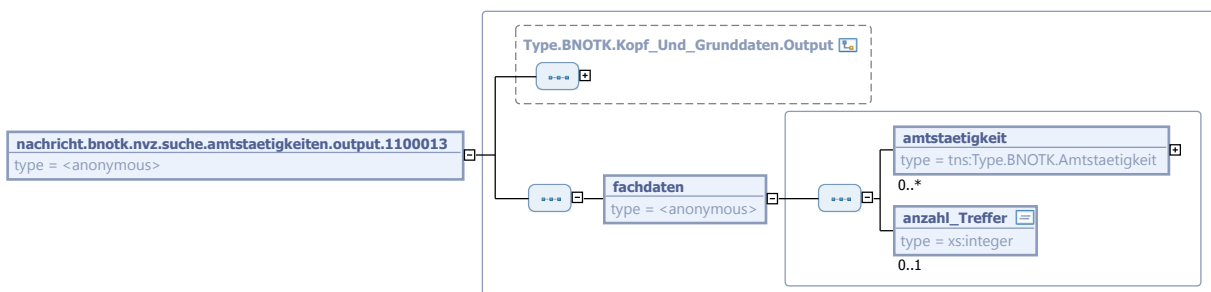 Type.BNOTK.Kopf_Und_Grunddaten.Output
nachricht.bnotk.nvz.suche.amtstaetigkeiten.output.1100013
type = <anonymous>
fachdaten
type = <anonymous>
amtstaetigkeit
type = tns:Type.BNOTK.Amtstaetigkeit
0..*
anzahl_Treffer
type = xs:integer
0..1